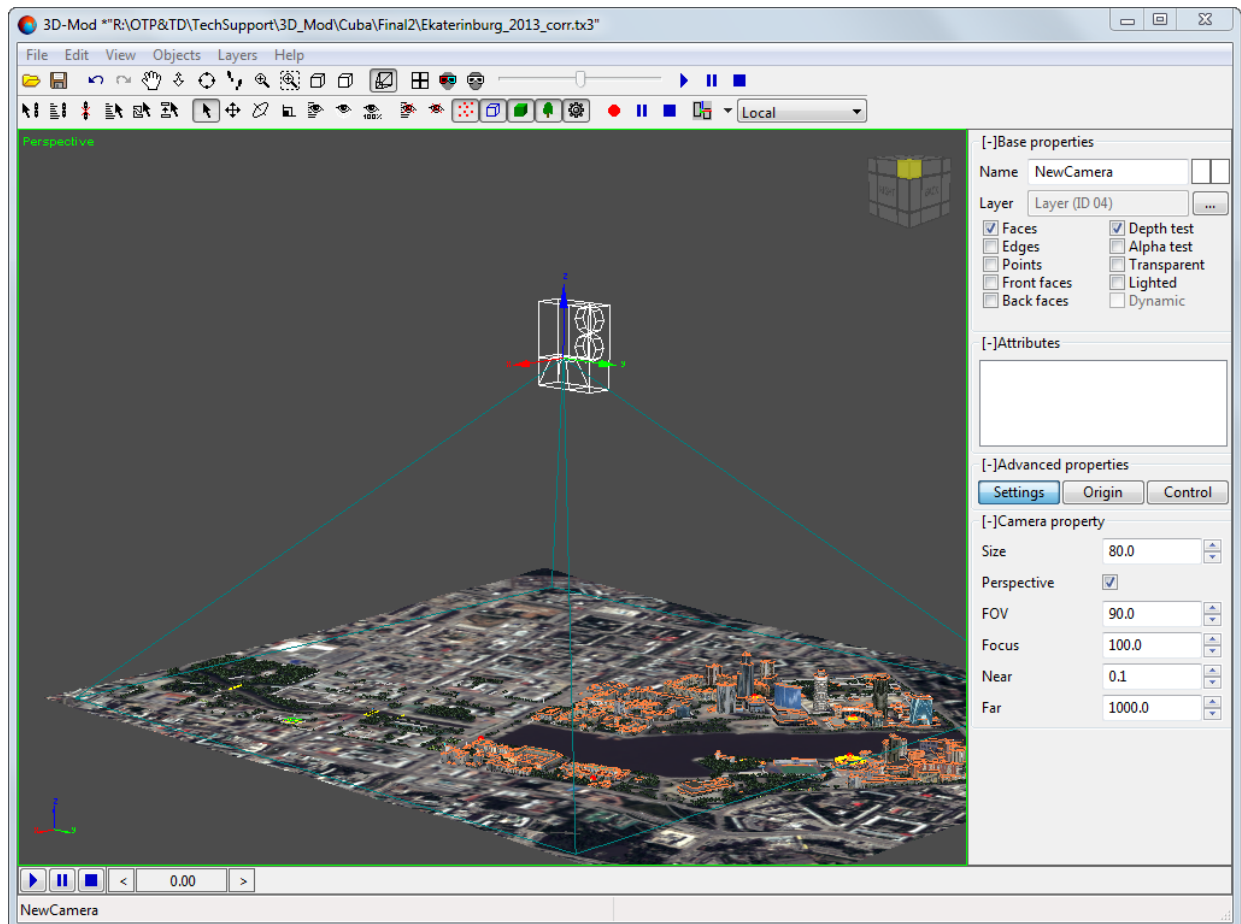 3D-Mod *"R:\OTP&TD\TechSupport\3D_Mod\Cuba\Final2\Ekaterinburg_2013_corr.tx3"
File Edit View Objects Layers Help
100% Local
Perspective
RIGHT BACK
z
x y
z
y
[-]Base properties
Name NewCamera
Layer Layer (ID 04) ...
Faces Depth test
Edges Alpha test
Points Transparent
Front faces Lighted
Back faces Dynamic
[-]Attributes
[-]Advanced properties
Settings Origin Control
[-]Camera property
Size 80.0
Perspective
FOV 90.0
Focus 100.0
Near 0.1
Far 1000.0
< 0.00 >
NewCamera